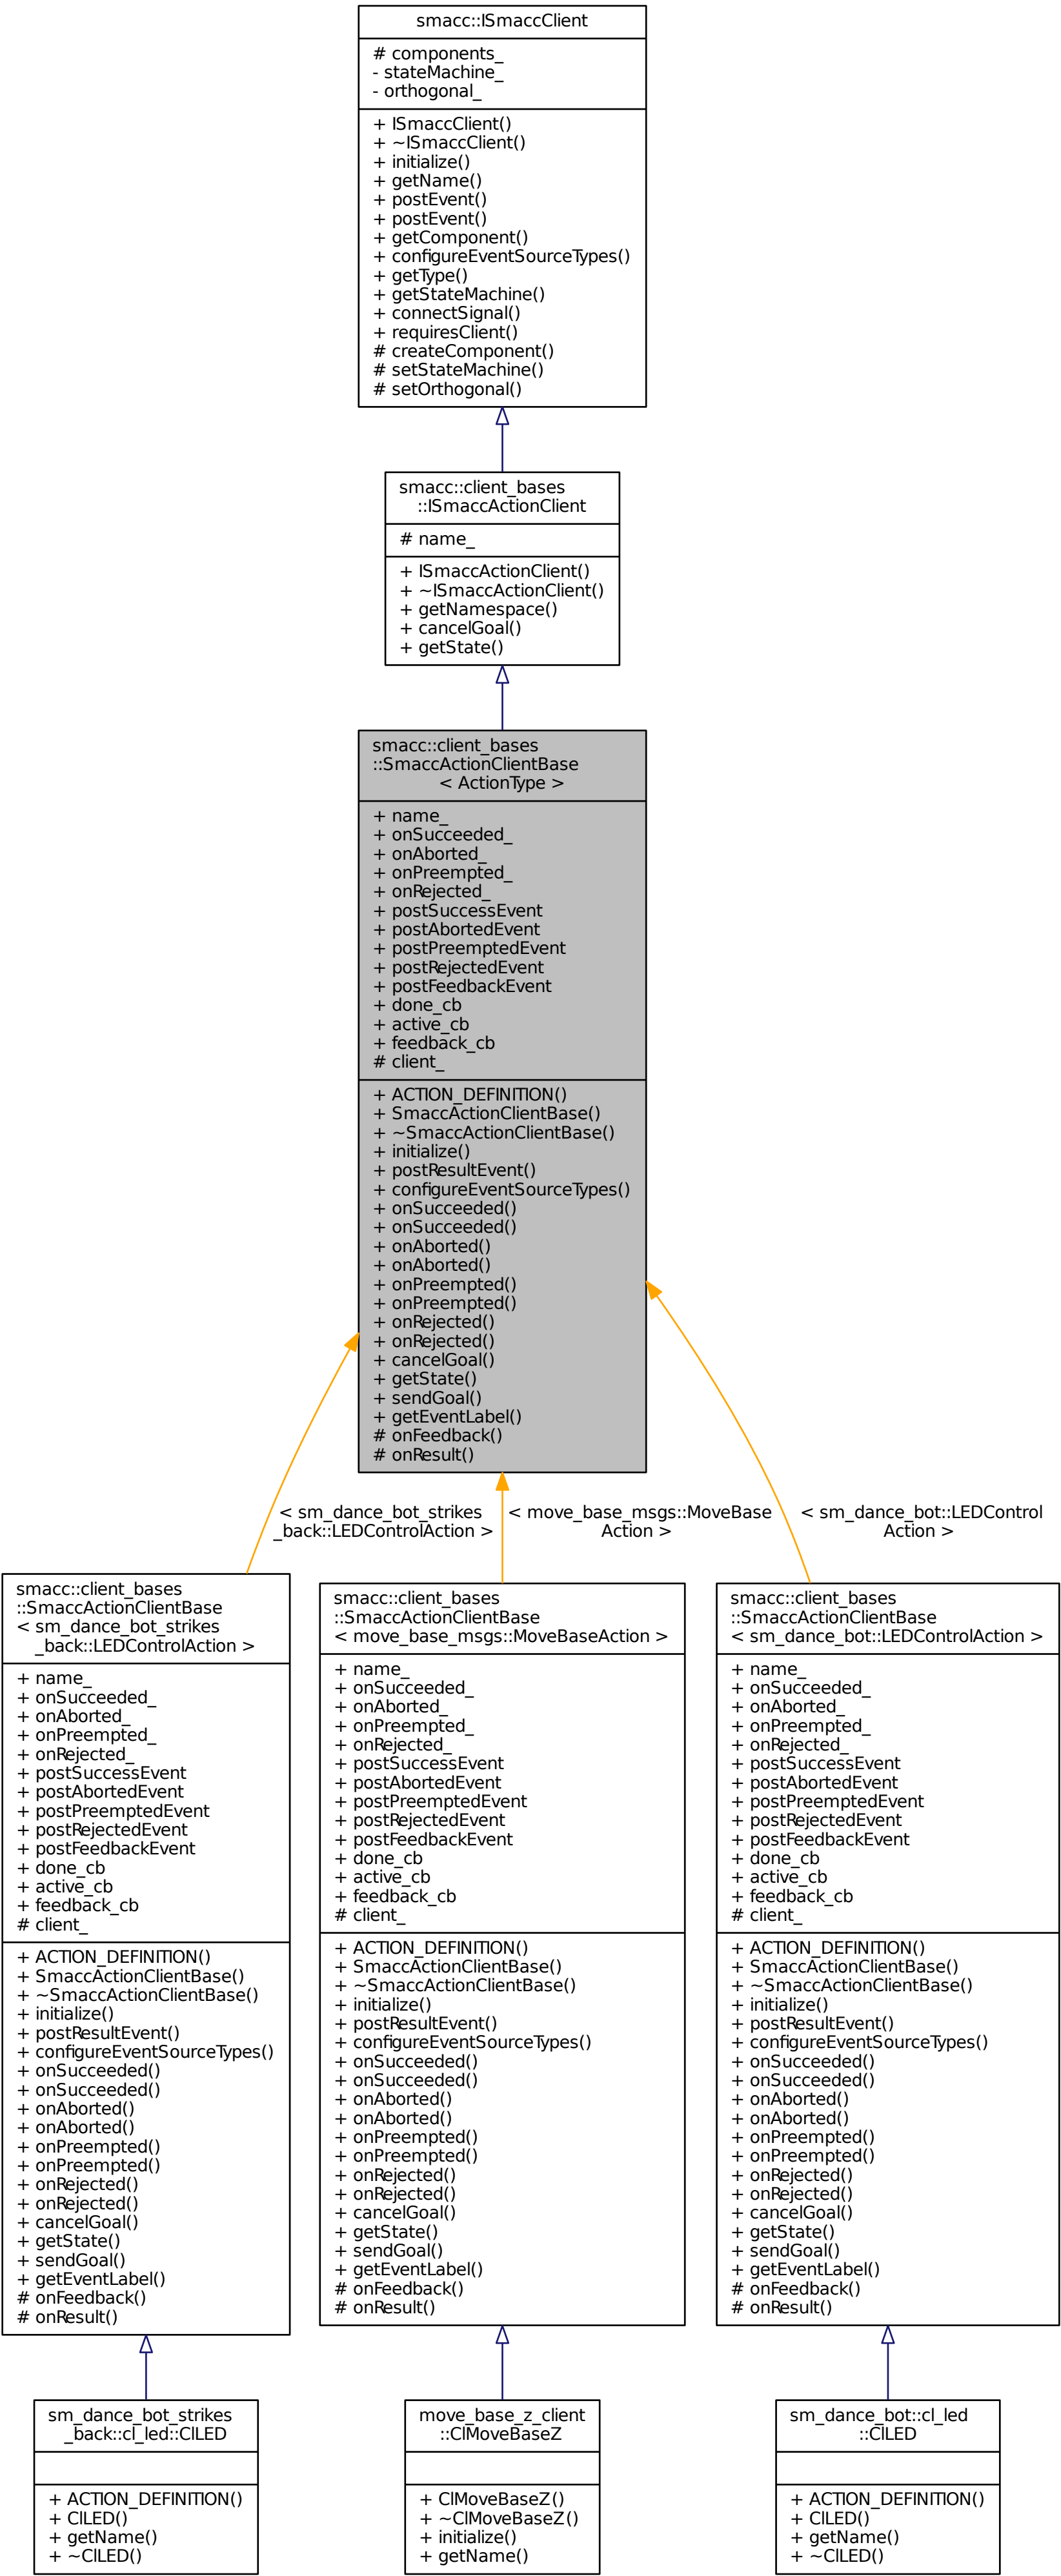 smacc::ISmaccClient
# components_
- stateMachine_
- orthogonal_
+ ISmaccClient()
+ ~ISmaccClient()
+ initialize()
+ getName()
+ postEvent()
+ postEvent()
+ getComponent()
+ configureEventSourceTypes()
+ getType()
+ getStateMachine()
+ connectSignal()
+ requiresClient()
# createComponent()
# setStateMachine()
# setOrthogonal()
smacc::client_bases
::ISmaccActionClient
# name_
+ ISmaccActionClient()
+ ~ISmaccActionClient()
+ getNamespace()
+ cancelGoal()
+ getState()
smacc::client_bases
::SmaccActionClientBase
< ActionType >
+ name_
+ onSucceeded_
+ onAborted_
+ onPreempted_
+ onRejected_
+ postSuccessEvent
+ postAbortedEvent
+ postPreemptedEvent
+ postRejectedEvent
+ postFeedbackEvent
+ done_cb
+ active_cb
+ feedback_cb
# client_
+ ACTION_DEFINITION()
+ SmaccActionClientBase()
+ ~SmaccActionClientBase()
+ initialize()
+ postResultEvent()
+ configureEventSourceTypes()
+ onSucceeded()
+ onSucceeded()
+ onAborted()
+ onAborted()
+ onPreempted()
+ onPreempted()
+ onRejected()
+ onRejected()
+ cancelGoal()
+ getState()
+ sendGoal()
+ getEventLabel()
# onFeedback()
# onResult()
< sm_dance_bot_strikes
_back::LEDControlAction >
< move_base_msgs::MoveBase
Action >
< sm_dance_bot::LEDControl
Action >
smacc::client_bases
::SmaccActionClientBase
< sm_dance_bot_strikes
_back::LEDControlAction >
+ name_
+ onSucceeded_
+ onAborted_
+ onPreempted_
+ onRejected_
+ postSuccessEvent
+ postAbortedEvent
+ postPreemptedEvent
+ postRejectedEvent
+ postFeedbackEvent
+ done_cb
+ active_cb
+ feedback_cb
# client_
+ ACTION_DEFINITION()
+ SmaccActionClientBase()
+ ~SmaccActionClientBase()
+ initialize()
+ postResultEvent()
+ configureEventSourceTypes()
+ onSucceeded()
+ onSucceeded()
+ onAborted()
+ onAborted()
+ onPreempted()
+ onPreempted()
+ onRejected()
+ onRejected()
+ cancelGoal()
+ getState()
+ sendGoal()
+ getEventLabel()
# onFeedback()
# onResult()
smacc::client_bases
::SmaccActionClientBase
< move_base_msgs::MoveBaseAction >
+ name_
+ onSucceeded_
+ onAborted_
+ onPreempted_
+ onRejected_
+ postSuccessEvent
+ postAbortedEvent
+ postPreemptedEvent
+ postRejectedEvent
+ postFeedbackEvent
+ done_cb
+ active_cb
+ feedback_cb
# client_
+ ACTION_DEFINITION()
+ SmaccActionClientBase()
+ ~SmaccActionClientBase()
+ initialize()
+ postResultEvent()
+ configureEventSourceTypes()
+ onSucceeded()
+ onSucceeded()
+ onAborted()
+ onAborted()
+ onPreempted()
+ onPreempted()
+ onRejected()
+ onRejected()
+ cancelGoal()
+ getState()
+ sendGoal()
+ getEventLabel()
# onFeedback()
# onResult()
smacc::client_bases
::SmaccActionClientBase
< sm_dance_bot::LEDControlAction >
+ name_
+ onSucceeded_
+ onAborted_
+ onPreempted_
+ onRejected_
+ postSuccessEvent
+ postAbortedEvent
+ postPreemptedEvent
+ postRejectedEvent
+ postFeedbackEvent
+ done_cb
+ active_cb
+ feedback_cb
# client_
+ ACTION_DEFINITION()
+ SmaccActionClientBase()
+ ~SmaccActionClientBase()
+ initialize()
+ postResultEvent()
+ configureEventSourceTypes()
+ onSucceeded()
+ onSucceeded()
+ onAborted()
+ onAborted()
+ onPreempted()
+ onPreempted()
+ onRejected()
+ onRejected()
+ cancelGoal()
+ getState()
+ sendGoal()
+ getEventLabel()
# onFeedback()
# onResult()
sm_dance_bot_strikes
_back::cl_led::ClLED
+ ACTION_DEFINITION()
+ ClLED()
+ getName()
+ ~ClLED()
move_base_z_client
::ClMoveBaseZ
+ ClMoveBaseZ()
+ ~ClMoveBaseZ()
+ initialize()
+ getName()
sm_dance_bot::cl_led
::ClLED
+ ACTION_DEFINITION()
+ ClLED()
+ getName()
+ ~ClLED()